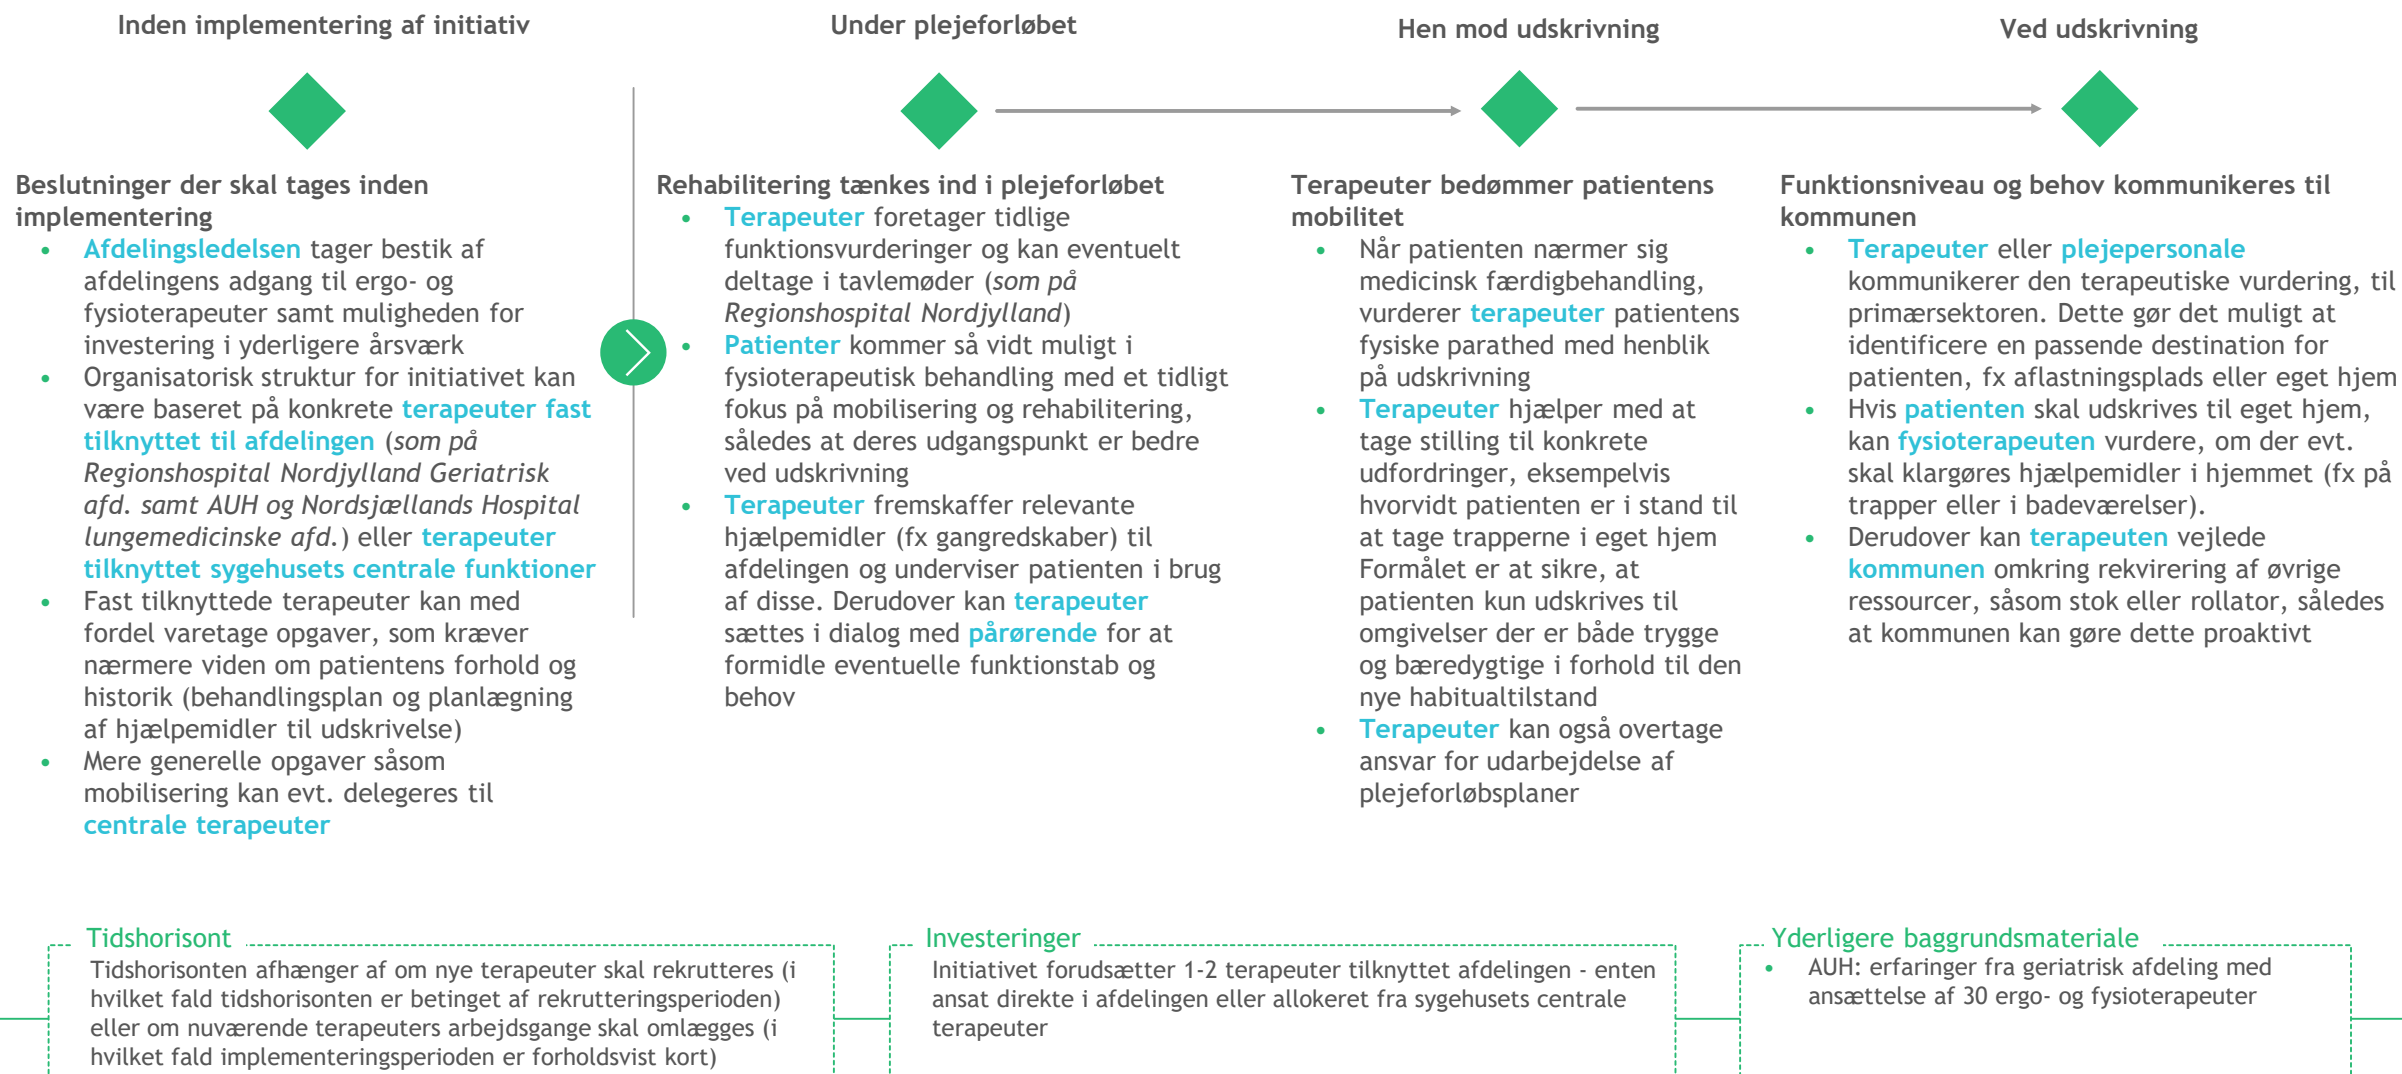 Inden implementering af initiativ
Beslutninger der skal tages inden
implementering
• Afdelingsledelsen tager bestik af
afdelingens adgang til ergo- og
fysioterapeuter samt muligheden for
investering i yderligere årsværk
• Organisatorisk struktur for initiativet kan
være baseret på konkrete terapeuter fast
tilknyttet til afdelingen (som på
Regionshospital Nordjylland Geriatrisk
afd. samt AUH og Nordsjællands Hospital
lungemedicinske afd.) eller terapeuter
tilknyttet sygehusets centrale funktioner
• Fast tilknyttede terapeuter kan med
fordel varetage opgaver, som kræver
nærmere viden om patientens forhold og
historik (behandlingsplan og planlægning
af hjælpemidler til udskrivelse)
• Mere generelle opgaver såsom
mobilisering kan evt. delegeres til
centrale terapeuter
Under plejeforløbet
Rehabilitering tænkes ind i plejeforløbet
• Terapeuter foretager tidlige
funktionsvurderinger og kan eventuelt
deltage i tavlemøder (som på
Regionshospital Nordjylland)
• Patienter kommer så vidt muligt i
fysioterapeutisk behandling med et tidligt
fokus på mobilisering og rehabilitering,
således at deres udgangspunkt er bedre
ved udskrivning
• Terapeuter fremskaffer relevante
hjælpemidler (fx gangredskaber) til
afdelingen og underviser patienten i brug
af disse. Derudover kan terapeuter
sættes i dialog med pårørende for at
formidle eventuelle funktionstab og
behov
Hen mod udskrivning
Terapeuter bedømmer patientens
mobilitet
• Når patienten nærmer sig
medicinsk færdigbehandling,
vurderer terapeuter patientens
fysiske parathed med henblik
på udskrivning
• Terapeuter hjælper med at
tage stilling til konkrete
udfordringer, eksempelvis
hvorvidt patienten er i stand til
at tage trapperne i eget hjem
Formålet er at sikre, at
patienten kun udskrives til
omgivelser der er både trygge
og bæredygtige i forhold til den
nye habitualtilstand
• Terapeuter kan også overtage
ansvar for udarbejdelse af
plejeforløbsplaner
Ved udskrivning
Funktionsniveau og behov kommunikeres til
kommunen
• Terapeuter eller plejepersonale
kommunikerer den terapeutiske vurdering, til
primærsektoren. Dette gør det muligt at
identificere en passende destination for
patienten, fx aflastningsplads eller eget hjem
• Hvis patienten skal udskrives til eget hjem,
kan fysioterapeuten vurdere, om der evt.
skal klargøres hjælpemidler i hjemmet (fx på
trapper eller i badeværelser).
• Derudover kan terapeuten vejlede
kommunen omkring rekvirering af øvrige
ressourcer, såsom stok eller rollator, således
at kommunen kan gøre dette proaktivt
Tidshorisont
Tidshorisonten afhænger af om nye terapeuter skal rekrutteres (i
hvilket fald tidshorisonten er betinget af rekrutteringsperioden)
eller om nuværende terapeuters arbejdsgange skal omlægges (i
hvilket fald implementeringsperioden er forholdsvist kort)
Investeringer
Initiativet forudsætter 1-2 terapeuter tilknyttet afdelingen - enten
ansat direkte i afdelingen eller allokeret fra sygehusets centrale
terapeuter
Yderligere baggrundsmateriale
• AUH: erfaringer fra geriatrisk afdeling med
ansættelse af 30 ergo- og fysioterapeuter